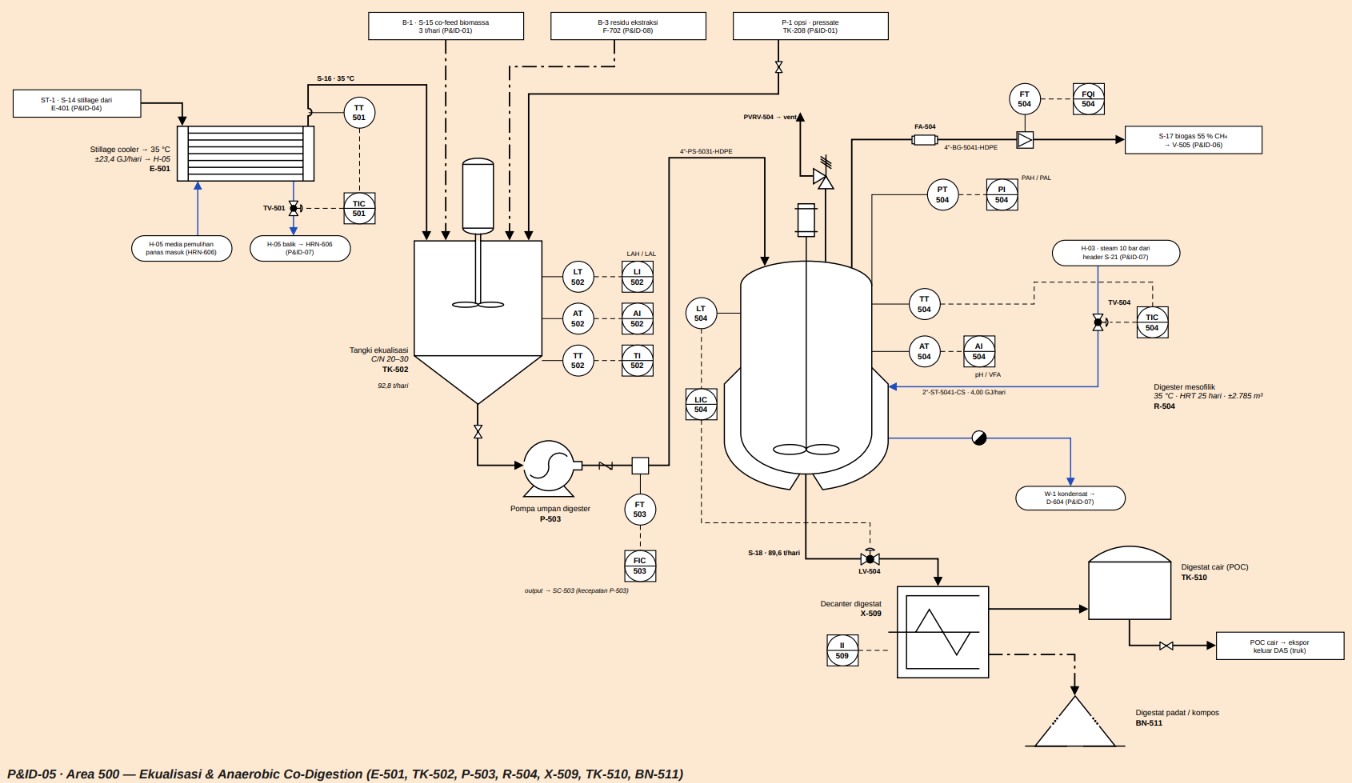 B-1 · S-15 co-feed biomassa
3 t/hari (P&ID-01)
B-3 residu ekstraksi
F-702 (P&ID-08)
P-1 opsi · pressate
TK-208 (P&ID-01)
ST-1 · S-14 stillage dari
E-401 (P&ID-04)
S-16 · 35 °C
TT
501
Stillage cooler → 35 °C
±23,4 GJ/hari → H-05
E-501
TV-501
TIC
501
H-05 media pemulihan
panas masuk (HRN-606)
H-05 balik → HRN-606
(P&ID-07)
4"-PS-5031-HDPE
PVRV-504 → vent
FA-504
4"-BG-5041-HDPE
FT
504
FQI
504
S-17 biogas 55 % CH₄
→ V-505 (P&ID-06)
PT
504
PI
504
PAH / PAL
LAH / LAL
LT
502
LI
502
AT
502
AI
502
TT
502
TI
502
Tangki ekualisasi
C/N 20–30
TK-502
92,8 t/hari
H-03 · steam 10 bar dari
header S-21 (P&ID-07)
LT
504
TT
504
TV-504
TIC
504
AT
504
AI
504
pH / VFA
LIC
504
2"-ST-5041-CS · 4,00 GJ/hari
Digester mesofilik
35 °C · HRT 25 hari · ±2.785 m³
R-504
W-1 kondensat →
D-604 (P&ID-07)
Pompa umpan digester
P-503
FT
503
FIC
503
output → SC-503 (kecepatan P-503)
S-18 · 89,6 t/hari
LV-504
Decanter digestat
X-509
II
509
Digestat cair (POC)
TK-510
POC cair → ekspor
keluar DAS (truk)
Digestat padat / kompos
BN-511
P&ID-05 · Area 500 — Ekualisasi & Anaerobic Co-Digestion (E-501, TK-502, P-503, R-504, X-509, TK-510, BN-511)